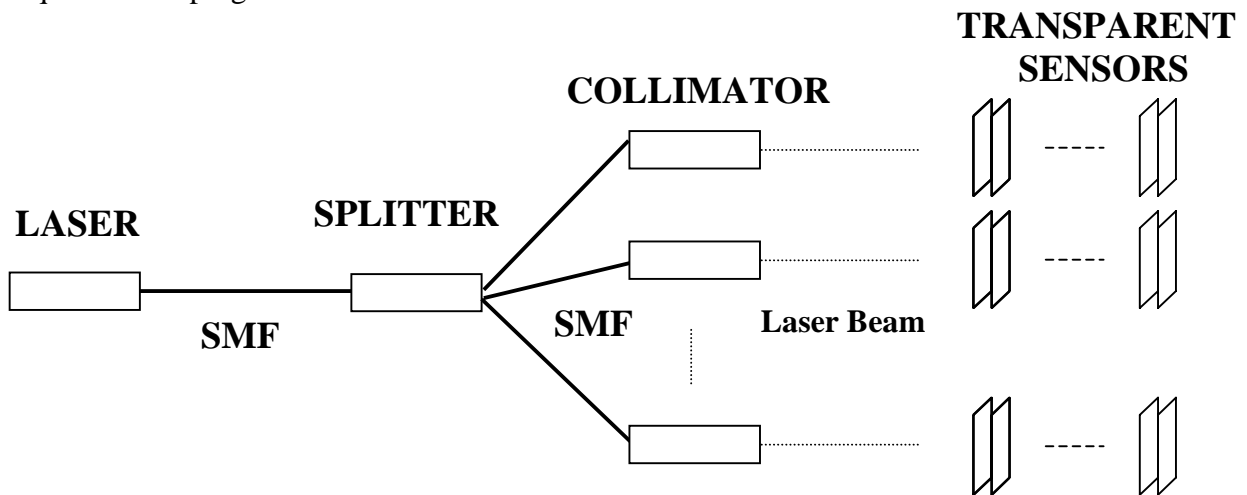 TRANSPARENT
SENSORS
COLLIMATOR
SPLITTER
LASER
SMF
SMF
Laser Beam